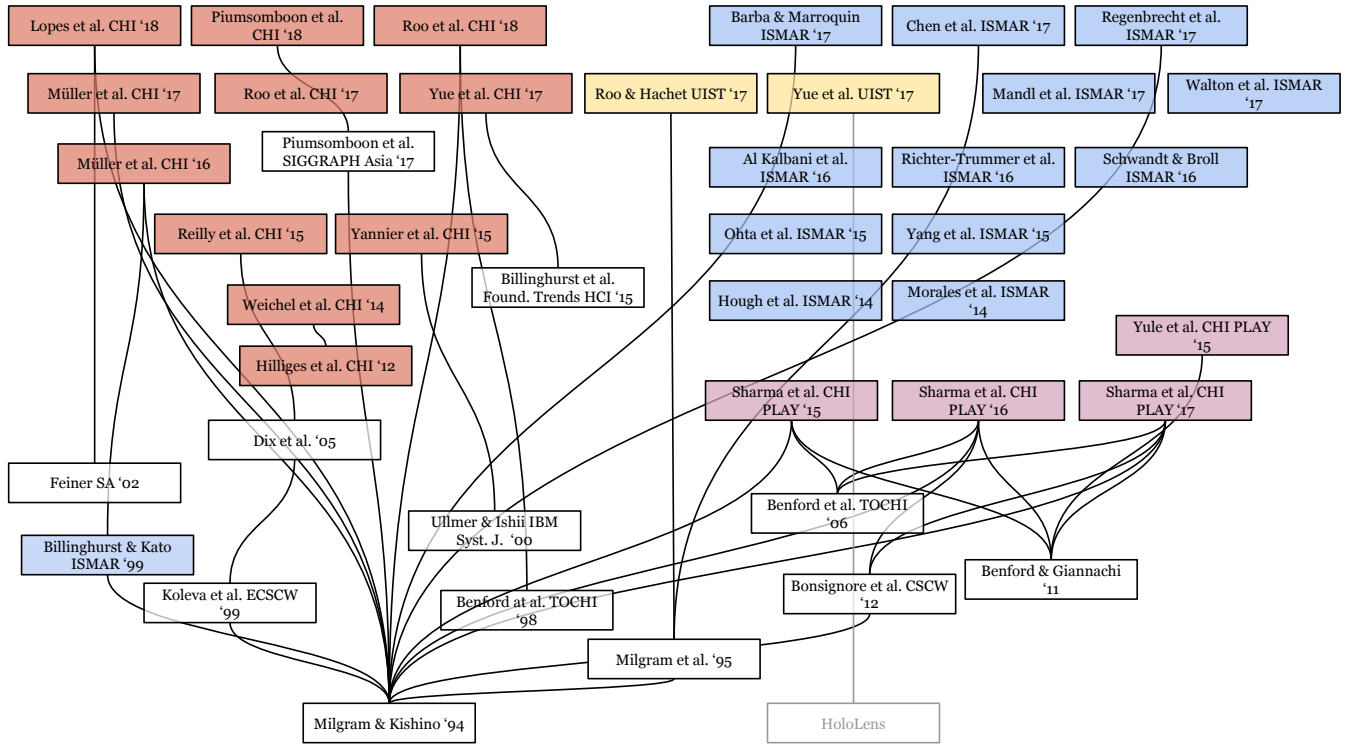 Lopes et al. CHI ‘18
Piumsomboon et al.
CHI ‘18
Roo et al. CHI ‘18
Barba & Marroquin
ISMAR ‘17
Chen et al. ISMAR ‘17
Regenbrecht et al.
ISMAR ‘17
Müller et al. CHI ‘17
Roo et al. CHI ‘17
Yue et al. CHI ‘17
Roo & Hachet UIST ‘17
Yue et al. UIST ‘17
Mandl et al. ISMAR ‘17
Walton et al. ISMAR
‘17
Müller et al. CHI ‘16
Piumsomboon et al.
SIGGRAPH Asia ‘17
Al Kalbani et al.
ISMAR ‘16
Richter-Trummer et al.
ISMAR ‘16
Schwandt & Broll
ISMAR ‘16
Reilly et al. CHI ‘15
Yannier et al. CHI ‘15
Ohta et al. ISMAR ‘15
Yang et al. ISMAR ‘15
Billinghurst et al.
Found. Trends HCI ‘15
Weichel et al. CHI ‘14
Hough et al. ISMAR ‘14
Morales et al. ISMAR
‘14
Yule et al. CHI PLAY
‘15
Hilliges et al. CHI ‘12
Sharma et al. CHI
PLAY ‘15
Sharma et al. CHI
PLAY ‘16
Sharma et al. CHI
PLAY ‘17
Dix et al. ‘05
Feiner SA ‘02
Benford et al. TOCHI
‘06
Ullmer & Ishii IBM
Syst. J. ‘00
Billinghurst & Kato
ISMAR ‘99
Benford & Giannachi
‘11
Koleva et al. ECSCW
‘99
Benford at al. TOCHI
‘98
Bonsignore et al. CSCW
‘12
Milgram et al. ‘95
Milgram & Kishino ‘94
HoloLens